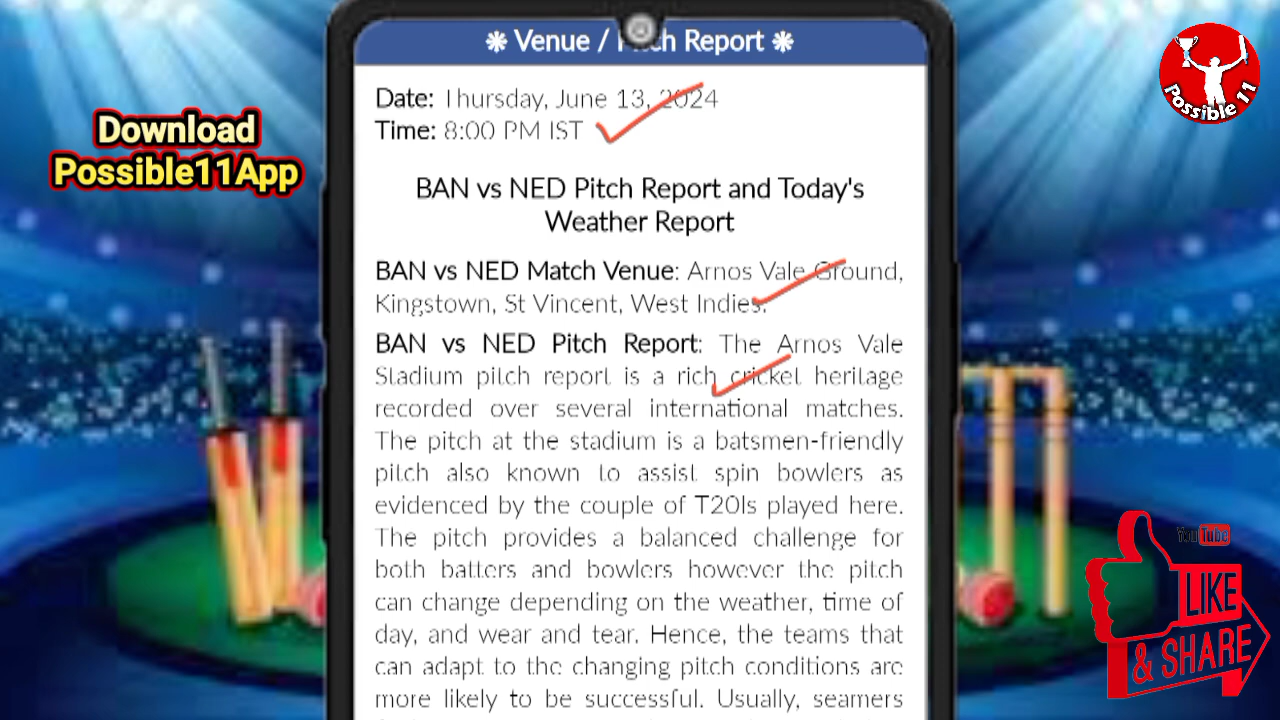 ❋ Venue / Pitch Report ❋
Date: Thursday, June 13, 2024
Time: 8:00 PM IST
BAN vs NED Pitch Report and Today's
Weather Report
BAN vs NED Match Venue: Arnos Vale Ground,
Kingstown, St Vincent, West Indies.
BAN vs NED Pitch Report: The Arnos Vale
Stadium pitch report is a rich cricket heritage
recorded over several international matches.
The pitch at the stadium is a batsmen-friendly
pitch also known to assist spin bowlers as
evidenced by the couple of T20Is played here.
The pitch provides a balanced challenge for
both batters and bowlers however the pitch
can change depending on the weather, time of
day, and wear and tear. Hence, the teams that
can adapt to the changing pitch conditions are
more likely to be successful. Usually, seamers
Download
Possible11App
Possible 11
YouTube
LIKE
& SHARE